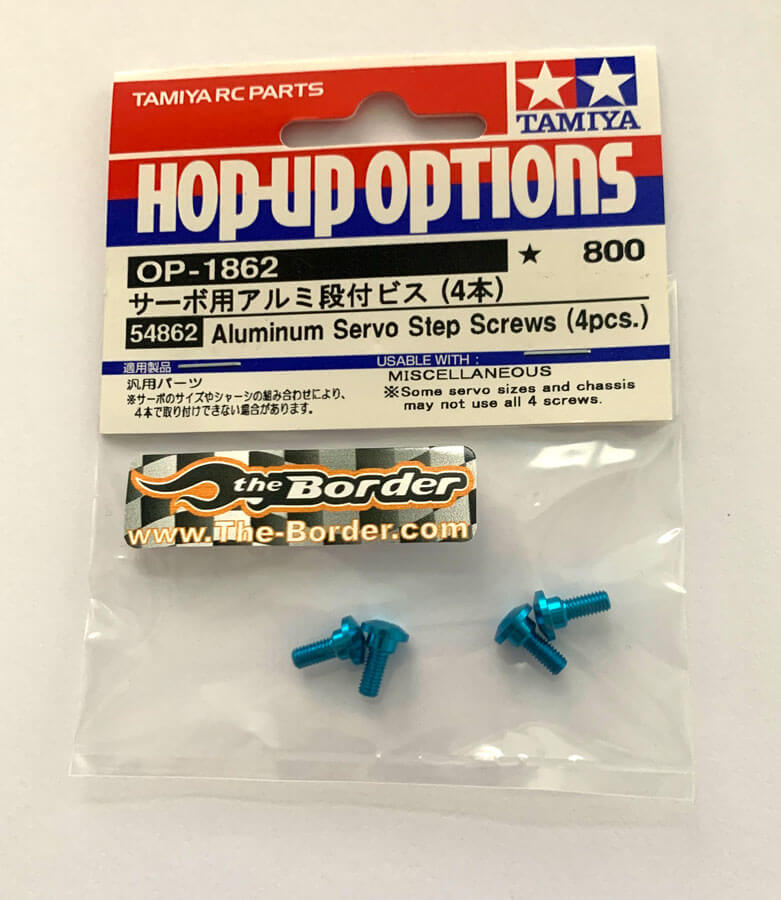 TAMIYA RC PARTS
TAMIYA
HOP-UP OPTIONS
OP-1862
★ 800
サーボ用アルミ段付ビス (4本)
54862 Aluminum Servo Step Screws (4pcs.)
適用製品
汎用パーツ
※サーボのサイズやシャーシの組み合わせにより、
4本で取り付けできない場合があります。
USABLE WITH :
MISCELLANEOUS
※Some servo sizes and chassis
may not use all 4 screws.
the Border
www.The-Border.com